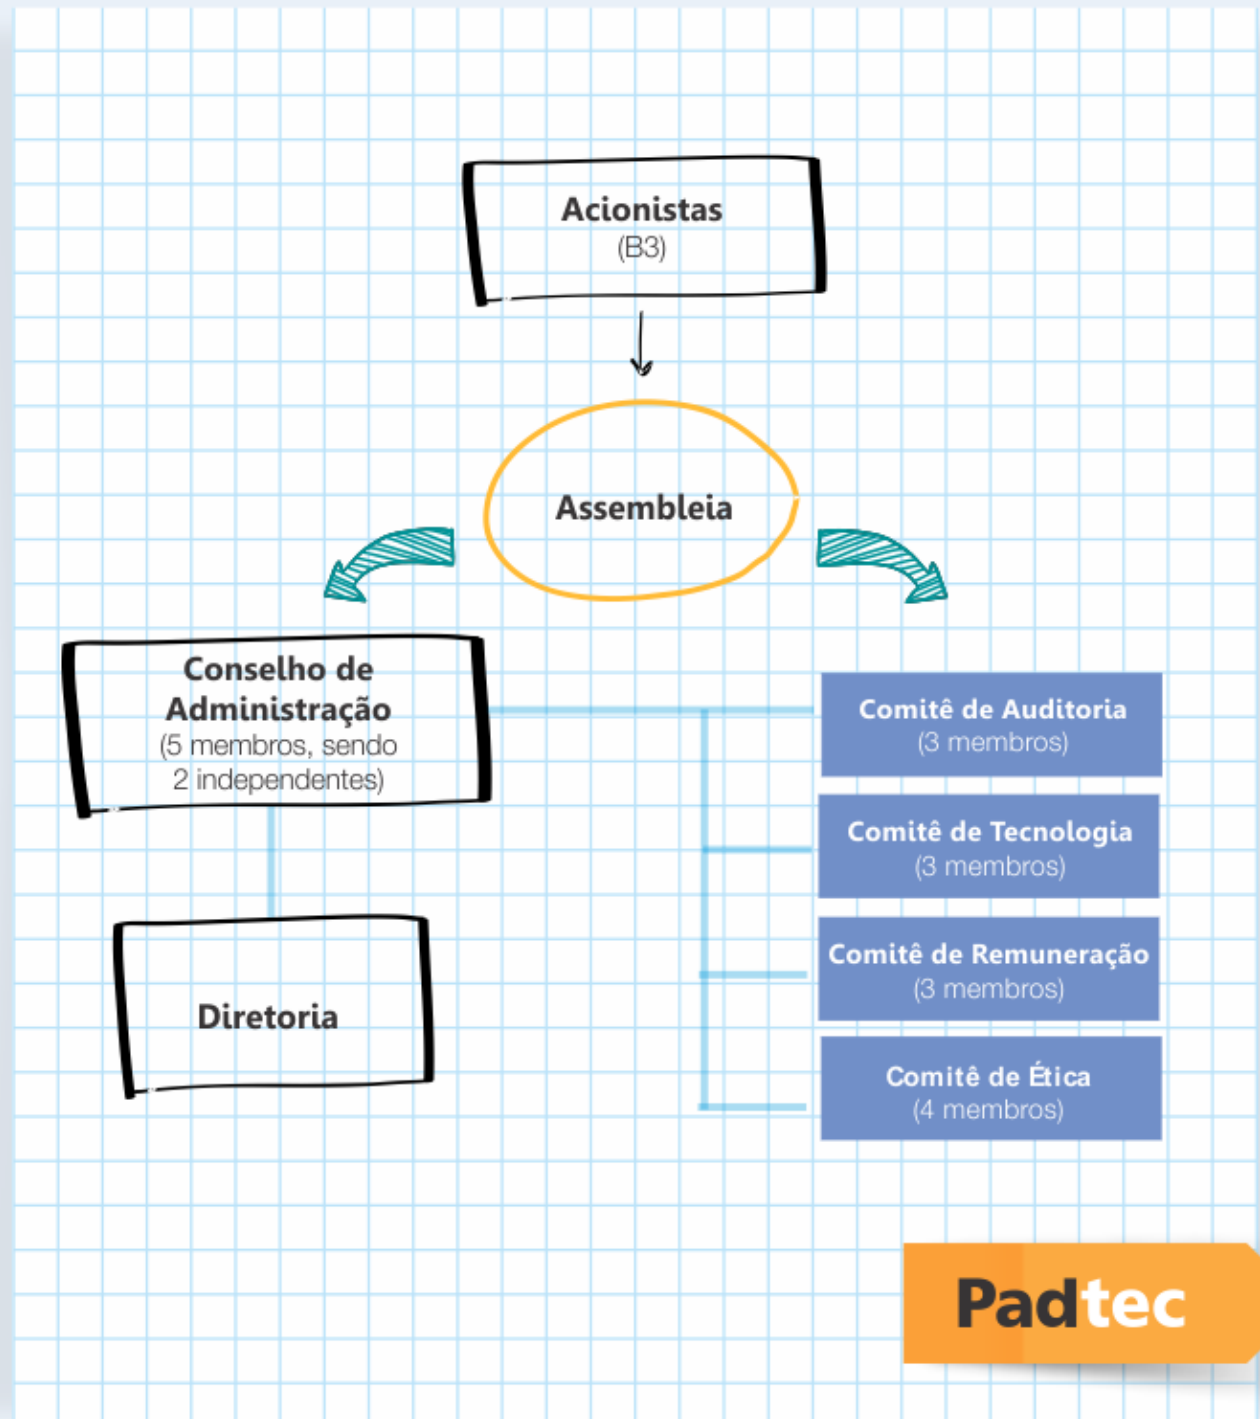 Acionistas
(B3)
Assembleia
Conselho de
Administração
(5 membros, sendo
2 independentes)
Diretoria
Comitê de Auditoria
(3 membros)
Comitê de Tecnologia
(3 membros)
Comitê de Remuneração
(3 membros)
Comitê de Ética
(4 membros)
Padtec